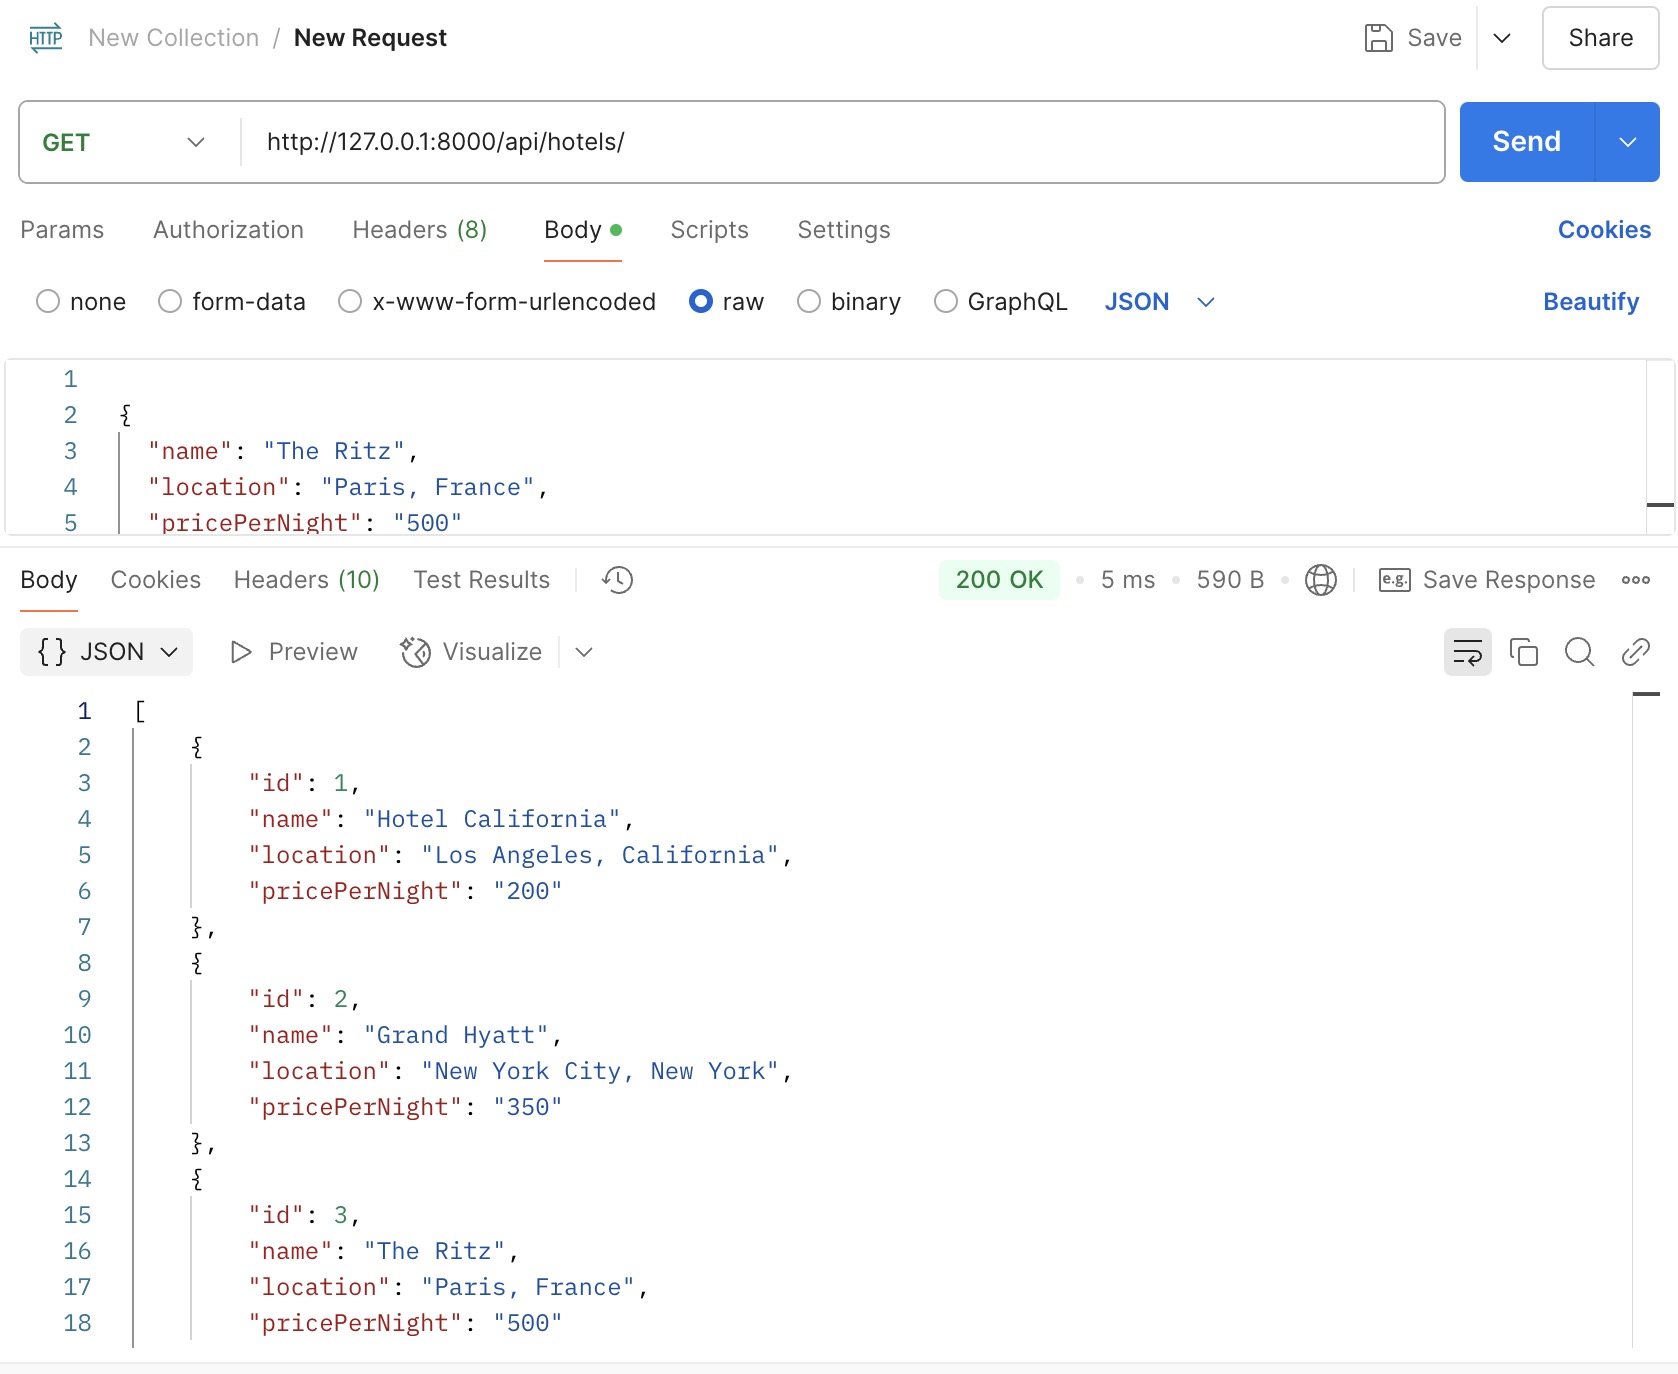 HTTP New Collection / New Request Save Share
GET http://127.0.0.1:8000/api/hotels/ Send
Params Authorization Headers (8) Body Scripts Settings Cookies
none form-data x-www-form-urlencoded raw binary GraphQL JSON Beautify
1
2 {
3 "name": "The Ritz",
4 "location": "Paris, France",
5 "pricePerNight": "500"
Body Cookies Headers (10) Test Results 200 OK 5 ms 590 B e.g. Save Response
{} JSON Preview Visualize
1 [
2 {
3 "id": 1,
4 "name": "Hotel California",
5 "location": "Los Angeles, California",
6 "pricePerNight": "200"
7 },
8 {
9 "id": 2,
10 "name": "Grand Hyatt",
11 "location": "New York City, New York",
12 "pricePerNight": "350"
13 },
14 {
15 "id": 3,
16 "name": "The Ritz",
17 "location": "Paris, France",
18 "pricePerNight": "500"